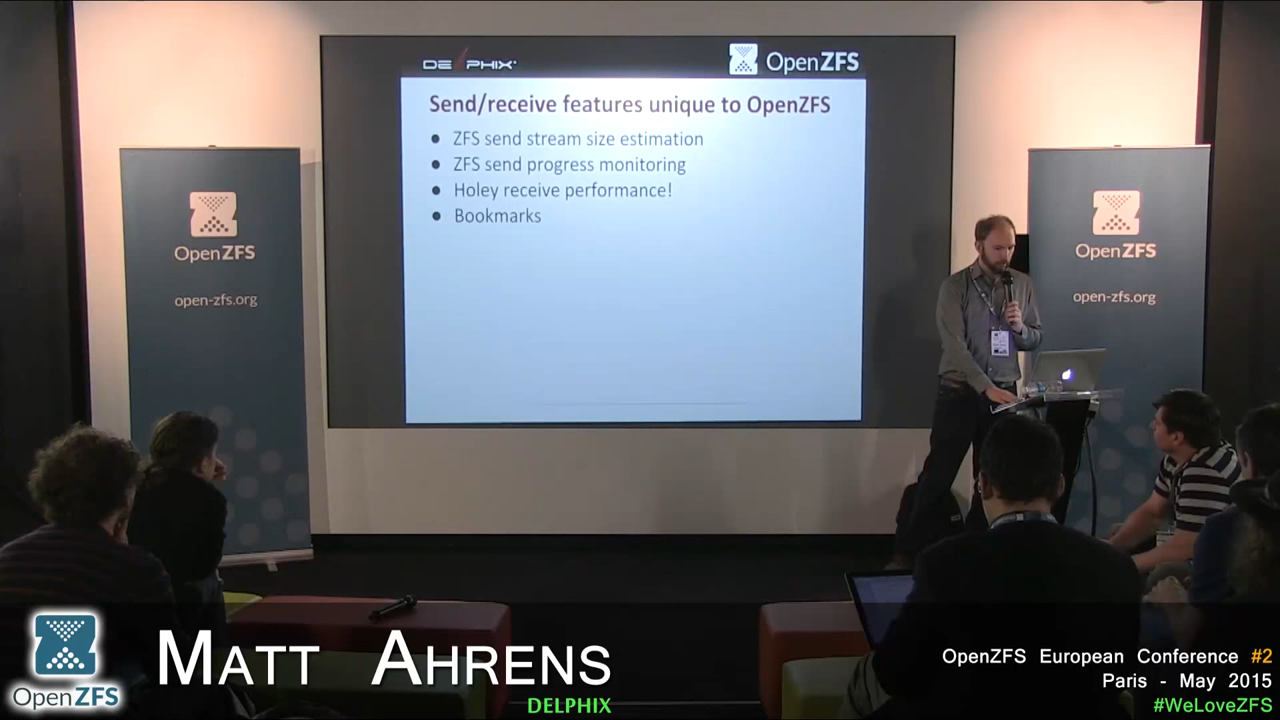 DELPHIX
OpenZFS
Send/receive features unique to OpenZFS
• ZFS send stream size estimation
• ZFS send progress monitoring
• Holey receive performance!
• Bookmarks
OpenZFS
open-zfs.org
OpenZFS
open-zfs.org
OpenZFS
MATT AHRENS
DELPHIX
OpenZFS European Conference #2
Paris - May 2015
#WeLoveZFS